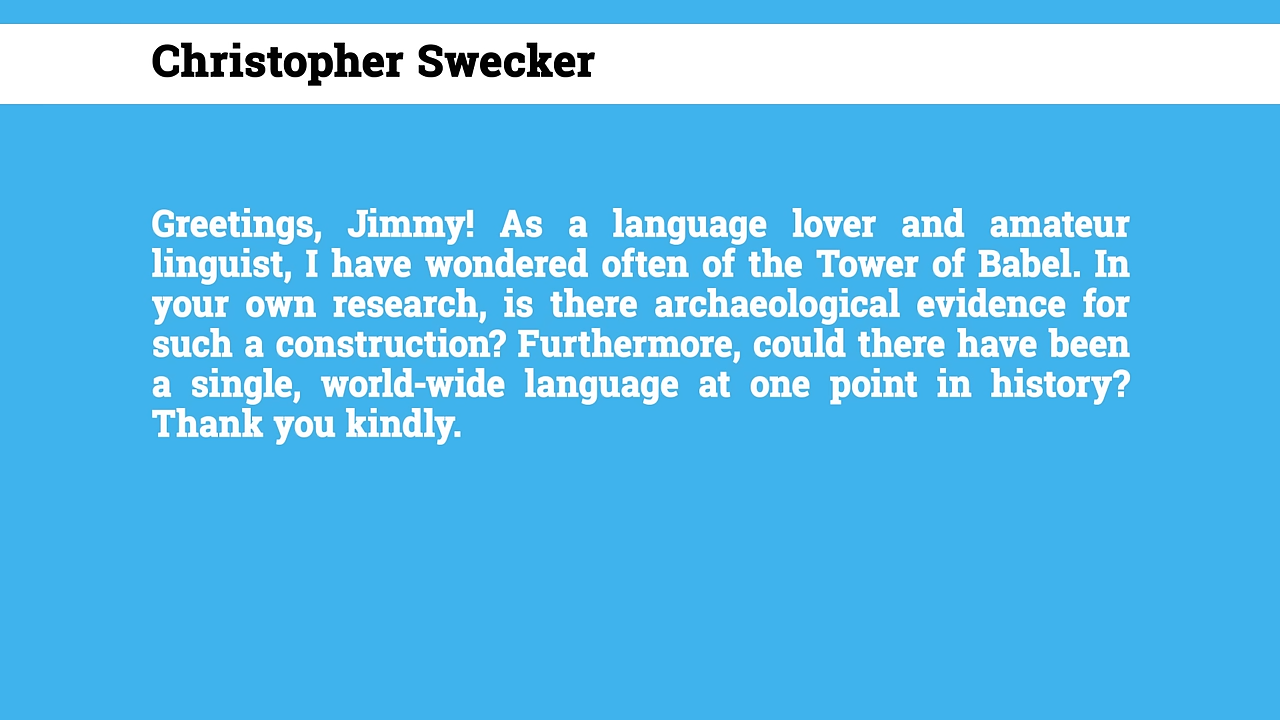 Christopher Swecker
Greetings, Jimmy! As a language lover and amateur
linguist, I have wondered often of the Tower of Babel. In
your own research, is there archaeological evidence for
such a construction? Furthermore, could there have been
a single, world-wide language at one point in history?
Thank you kindly.